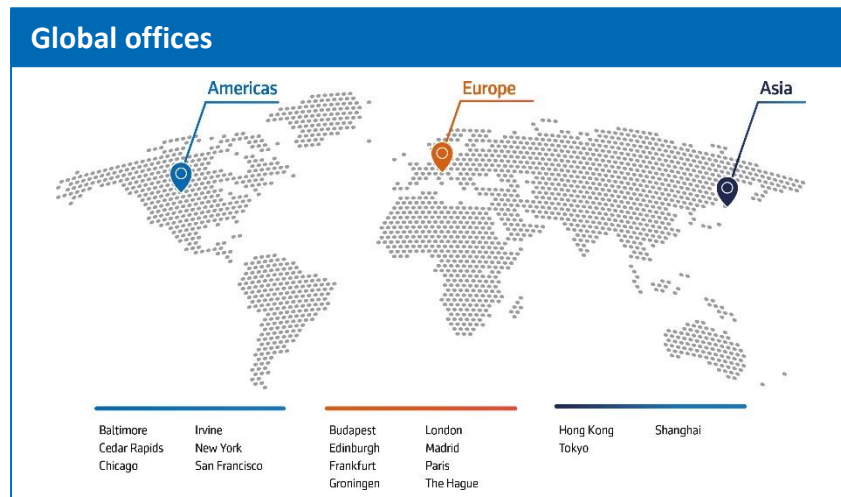 Global offices
Americas
Europe
Asia
Baltimore
Cedar Rapids
Chicago
Irvine
New York
San Francisco
Budapest
Edinburgh
Frankfurt
Groningen
London
Madrid
Paris
The Hague
Hong Kong
Tokyo
Shanghai